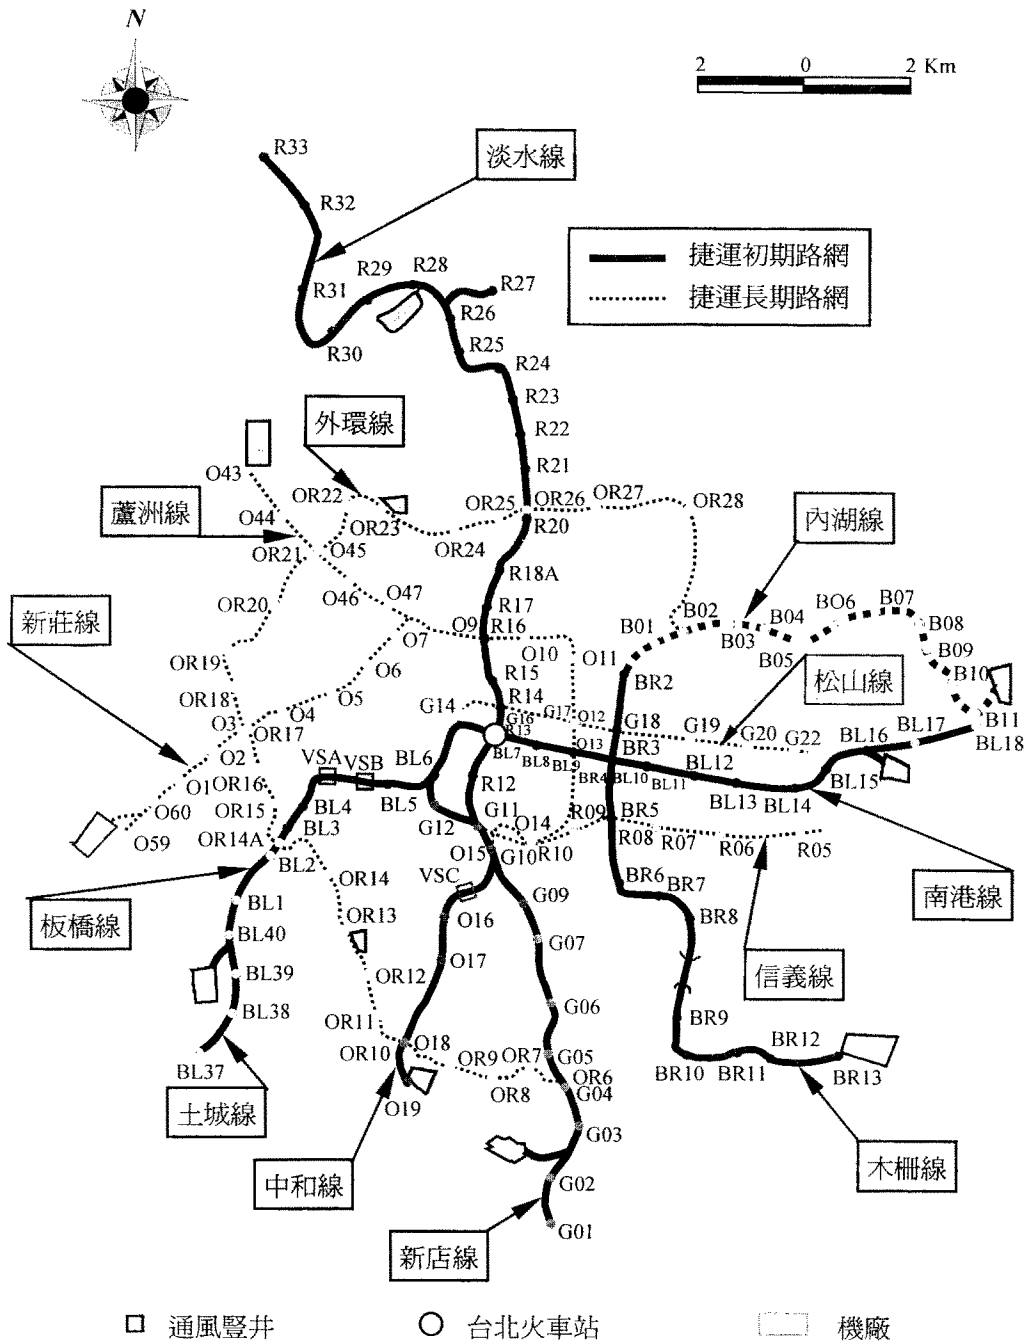 N
2 0 2 Km
R33
淡水線
R32
捷運初期路網
捷運長期路網
R29
R28
R27
R31
R26
R30
R25
R24
R23
外環線
R22
R21
O43
OR22
OR25
OR26
OR27
OR28
蘆洲線
O44
OR23
R20
內湖線
OR21
O45
OR24
R18A
O46
O47
R17
新莊線
OR20
O7
O9
R16
B01
B02
B03
B04
BO6
B07
B08
O10
O11
B05
B09
OR19
O6
R15
BR2
松山線
B10
OR18
O5
R14
G14
G16
G17
O12
G18
G19
G20
G22
B11
O3
O4
R13
BL16
BL17
BL18
O2
OR17
VSA
VSB
BL6
BL7
BL8
BL9
O13
BR3
BL12
O1
OR16
R12
BR4
BL10
BL11
BL13
BL14
BL15
O60
OR15
BL4
BL5
G11
O59
BL3
G12
O14
R09
BR5
OR14A
BL2
O15
G10
R10
R08
R07
R06
R05
VSC
OR14
BR6
BR7
板橋線
BL1
OR13
O16
G09
BR8
南港線
BL40
G07
BL39
OR12
O17
信義線
BL38
OR11
G06
BR9
BL37
OR10
O18
OR9
OR7
G05
BR12
土城線
OR8
OR6
BR10
BR11
BR13
O19
G04
G03
中和線
木柵線
G02
新店線
G01
通風豎井 台北火車站 機廠